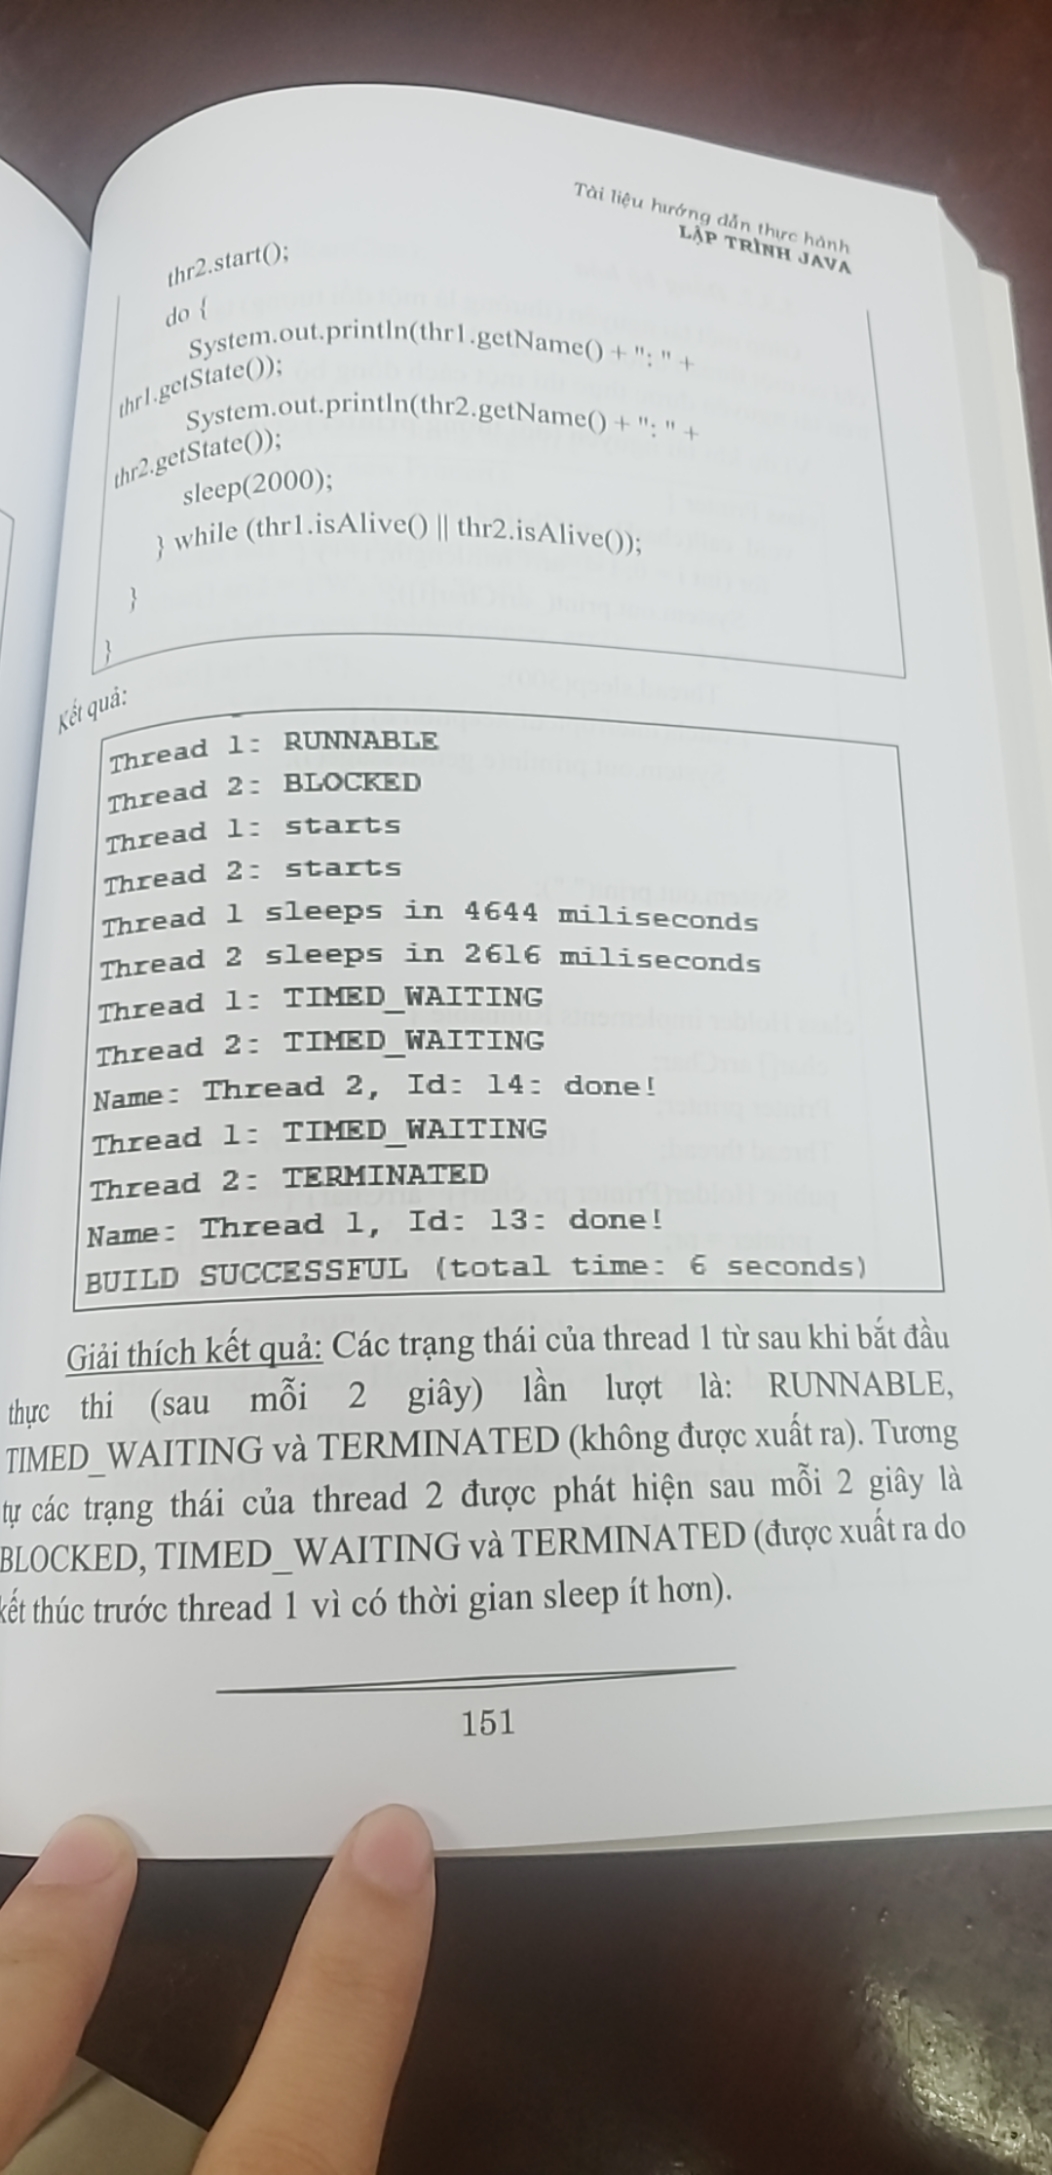 Tài liệu hướng dẫn thực hành
LẬP TRÌNH JAVA
thr2.start();
do {
System.out.println(thr1.getName() + ": " +
thr1.getState());
System.out.println(thr2.getName() + ": " +
thr2.getState());
sleep(2000);
} while (thr1.isAlive() || thr2.isAlive());
}
}
Kết quả:
Thread 1: RUNNABLE
Thread 2: BLOCKED
Thread 1: starts
Thread 2: starts
Thread 1 sleeps in 4644 miliseconds
Thread 2 sleeps in 2616 miliseconds
Thread 1: TIMED_WAITING
Thread 2: TIMED_WAITING
Name: Thread 2, Id: 14: done!
Thread 1: TIMED_WAITING
Thread 2: TERMINATED
Name: Thread 1, Id: 13: done!
BUILD SUCCESSFUL (total time: 6 seconds)
Giải thích kết quả: Các trạng thái của thread 1 từ sau khi bắt đầu
thực thi (sau mỗi 2 giây) lần lượt là: RUNNABLE,
TIMED_WAITING và TERMINATED (không được xuất ra). Tương
tự các trạng thái của thread 2 được phát hiện sau mỗi 2 giây là
BLOCKED, TIMED_WAITING và TERMINATED (được xuất ra do
kết thúc trước thread 1 vì có thời gian sleep ít hơn).
151